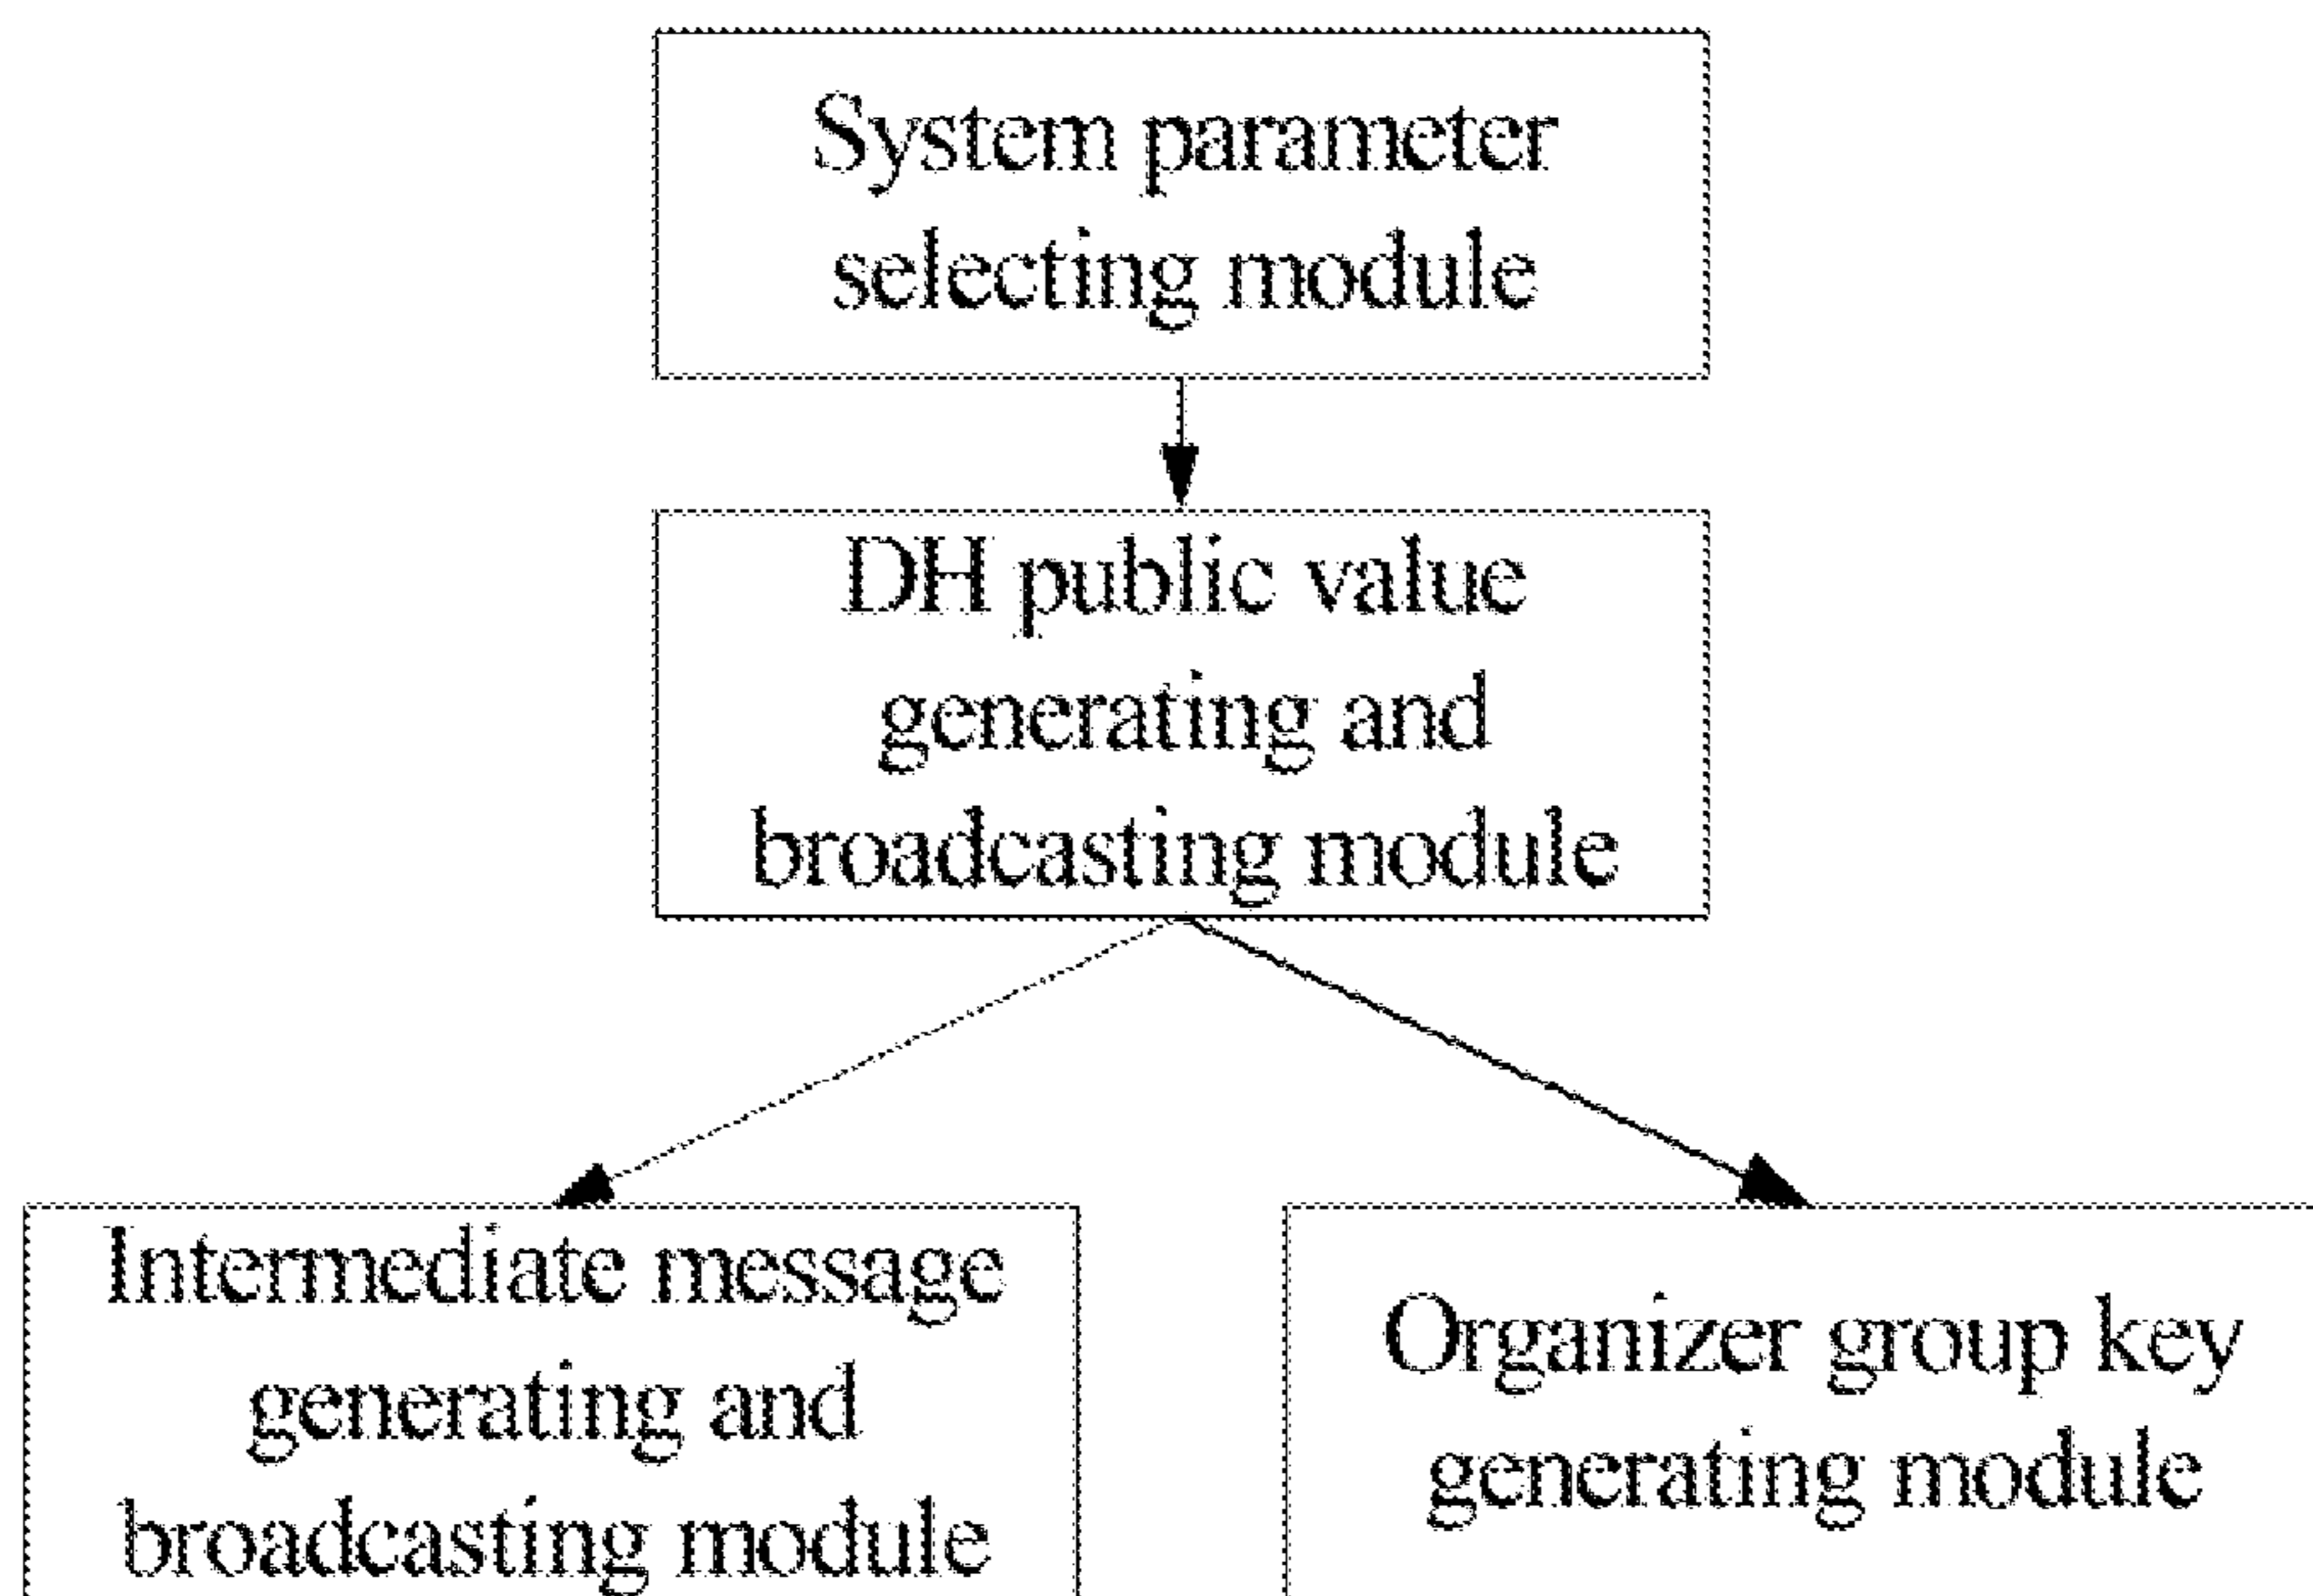 System parameter
selecting module
DH public value
generating and
broadcasting module
Intermediate message
generating and
broadcasting module
Organizer group key
generating module